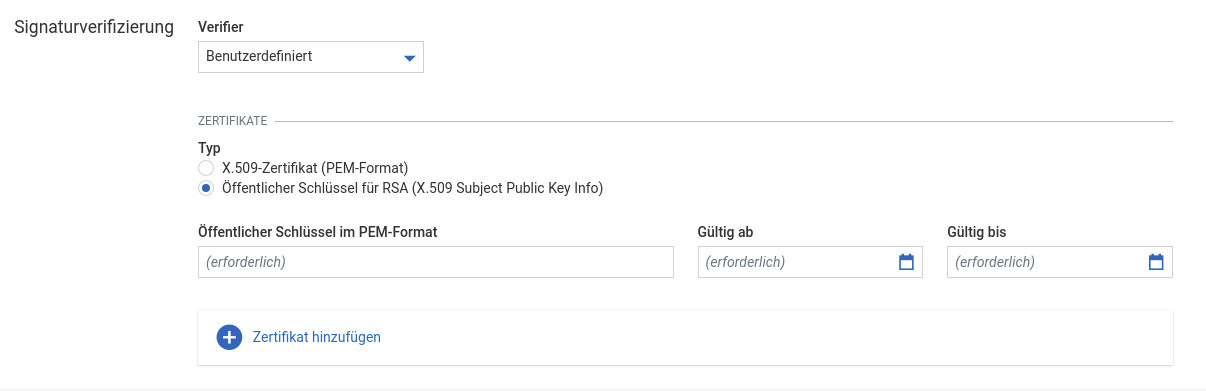 Signaturverifizierung
Verifier
Benutzerdefiniert
ZERTIFIKATE
Typ
X.509-Zertifikat (PEM-Format)
Öffentlicher Schlüssel für RSA (X.509 Subject Public Key Info)
Öffentlicher Schlüssel im PEM-Format Gültig ab Gültig bis
(erforderlich) (erforderlich) (erforderlich)
Zertifikat hinzufügen